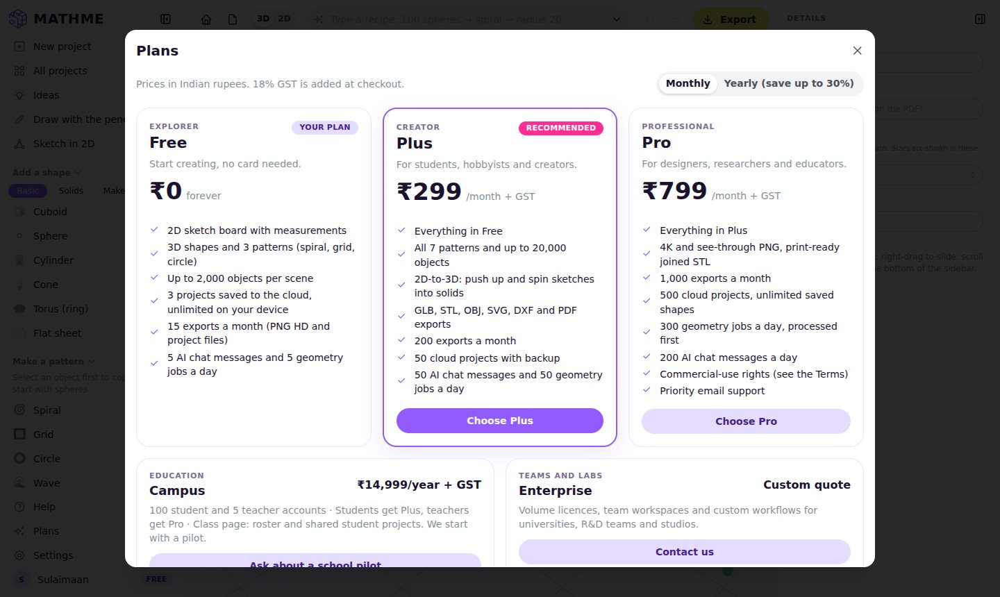 MATHME
3D 2D
Type a recipe: 100 spheres → spiral → radius 20
Export
DETAILS
New project
All projects
Ideas
Draw with the pen
Sketch in 2D
Add a shape
Basic Solids Make
Cuboid
Sphere
Cylinder
Cone
Torus (ring)
Flat sheet
Make a pattern
Select an object first to
start with spheres.
Spiral
Grid
Circle
Wave
Help
Plans
Settings
S Sulaimaan FREE
Plans
Prices in Indian rupees. 18% GST is added at checkout.
Monthly Yearly (save up to 30%)
EXPLORER
YOUR PLAN
Free
Start creating, no card needed.
₹0 forever
2D sketch board with measurements
3D shapes and 3 patterns (spiral, grid,
circle)
Up to 2,000 objects per scene
3 projects saved to the cloud,
unlimited on your device
15 exports a month (PNG HD and
project files)
5 AI chat messages and 5 geometry
jobs a day
CREATOR
RECOMMENDED
Plus
For students, hobbyists and creators.
₹299 /month + GST
Everything in Free
All 7 patterns and up to 20,000
objects
2D-to-3D: push up and spin sketches
into solids
GLB, STL, OBJ, SVG, DXF and PDF
exports
200 exports a month
50 cloud projects with backup
50 AI chat messages and 50 geometry
jobs a day
Choose Plus
PROFESSIONAL
Pro
For designers, researchers and educators.
₹799 /month + GST
Everything in Plus
4K and see-through PNG, print-ready
joined STL
1,000 exports a month
500 cloud projects, unlimited saved
shapes
300 geometry jobs a day, processed
first
200 AI chat messages a day
Commercial-use rights (see the Terms)
Priority email support
Choose Pro
EDUCATION
Campus
₹14,999/year + GST
100 student and 5 teacher accounts · Students get Plus, teachers
get Pro · Class page: roster and shared student projects. We start
with a pilot.
Ask about a school pilot
TEAMS AND LABS
Enterprise
Custom quote
Volume licences, team workspaces and custom workflows for
universities, R&D teams and studios.
Contact us
on the PDF)
Sizes are shown in these
, right-drag to slide, scroll
bottom of the sidebar.